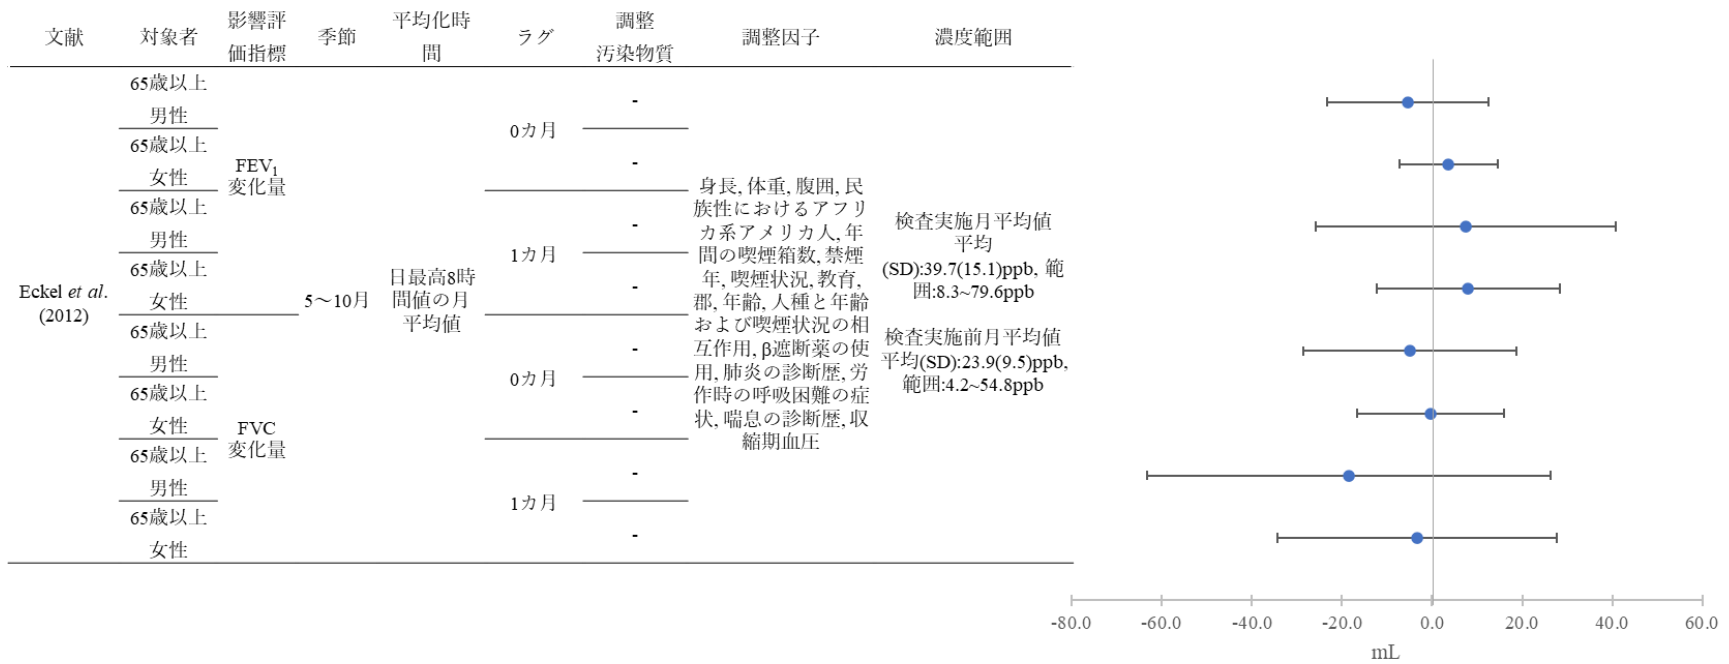 文献
対象者
影響評
価指標
季節
平均化時
間
ラグ
調整
汚染物質
調整因子
濃度範囲
Eckel et al.
(2012)
65歳以上
男性
65歳以上
女性
65歳以上
男性
65歳以上
女性
65歳以上
男性
65歳以上
女性
65歳以上
男性
65歳以上
女性
FEV1
変化量
FVC
変化量
5～10月
日最高8時
間値の月
平均値
0カ月
1カ月
0カ月
1カ月
-
-
-
-
-
-
-
-
身長, 体重, 腹囲, 民
族性におけるアフリ
カ系アメリカ人, 年
間の喫煙箱数, 禁煙
年, 喫煙状況, 教育,
郡, 年齢, 人種と年齢
および喫煙状況の相
互作用, β遮断薬の使
用, 肺炎の診断歴, 労
作時の呼吸困難の症
状, 喘息の診断歴, 収
縮期血圧
検査実施月平均値
平均
(SD):39.7(15.1)ppb, 範
囲:8.3~79.6ppb
検査実施前月平均値
平均(SD):23.9(9.5)ppb,
範囲:4.2~54.8ppb
-80.0 -60.0 -40.0 -20.0 0.0 20.0 40.0 60.0
mL